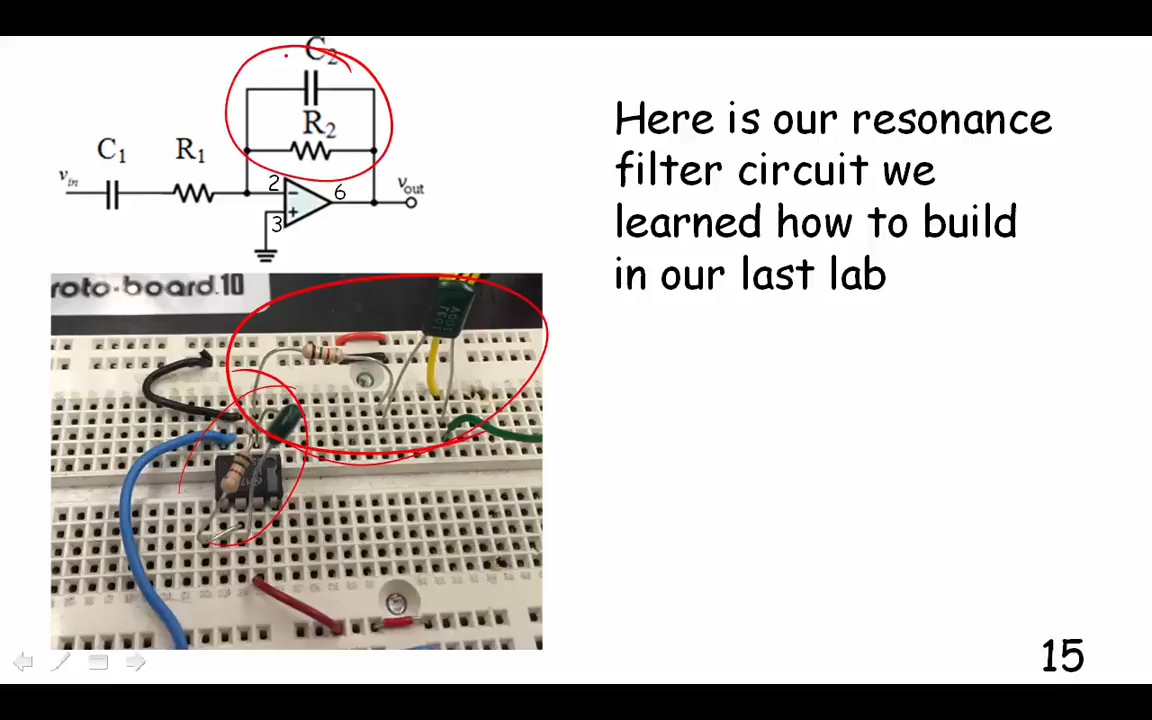 C2
R2
C1 R1
vin
2
6
vout
3
Here is our resonance
filter circuit we
learned how to build
in our last lab
roto-board.10
15